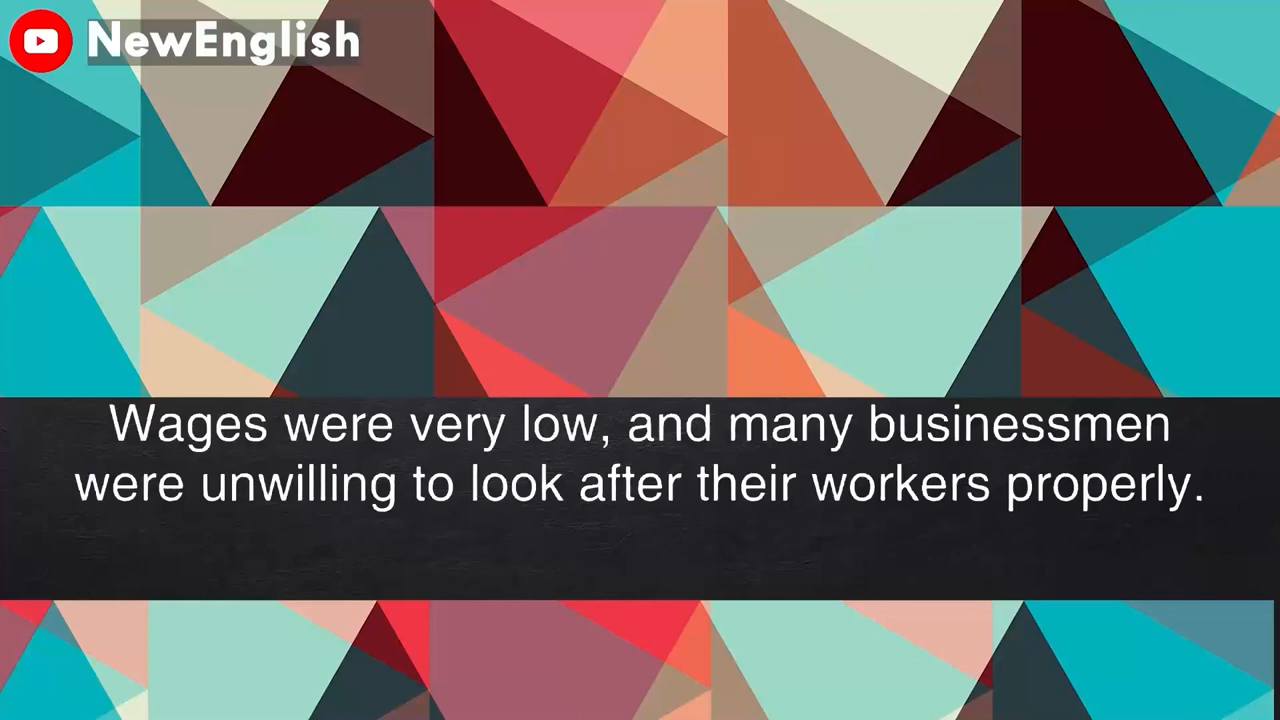 NewEnglish
Wages were very low, and many businessmen
were unwilling to look after their workers properly.